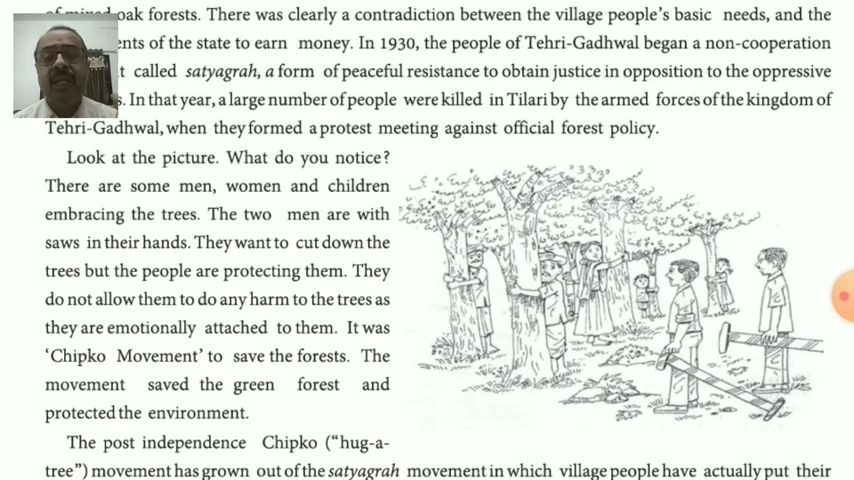 of mixed oak forests. There was clearly a contradiction between the village people's basic needs, and the
ents of the state to earn money. In 1930, the people of Tehri-Gadhwal began a non-cooperation
t called satyagrah, a form of peaceful resistance to obtain justice in opposition to the oppressive
s. In that year, a large number of people were killed in Tilari by the armed forces of the kingdom of
Tehri-Gadhwal, when they formed a protest meeting against official forest policy.
Look at the picture. What do you notice?
There are some men, women and children
embracing the trees. The two men are with
saws in their hands. They want to cut down the
trees but the people are protecting them. They
do not allow them to do any harm to the trees as
they are emotionally attached to them. It was
'Chipko Movement' to save the forests. The
movement saved the green forest and
protected the environment.
The post independence Chipko ("hug-a-
tree") movement has grown out of the satyagrah movement in which village people have actually put their